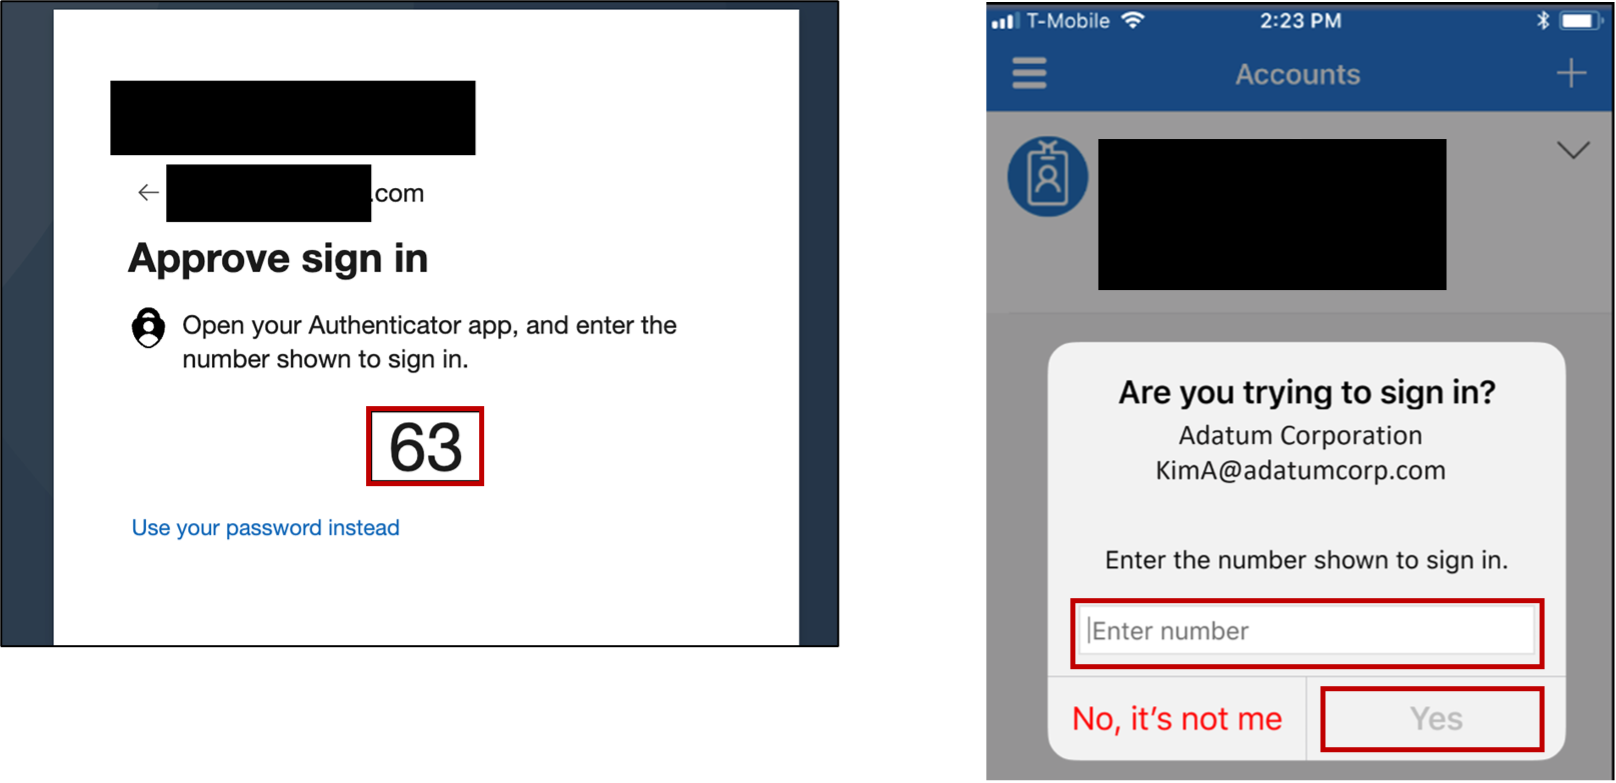 .com
Approve sign in
Open your Authenticator app, and enter the
number shown to sign in.
63
Use your password instead
T-Mobile 2:23 PM
Accounts
Are you trying to sign in?
Adatum Corporation
KimA@adatumcorp.com
Enter the number shown to sign in.
Enter number
No, it's not me Yes